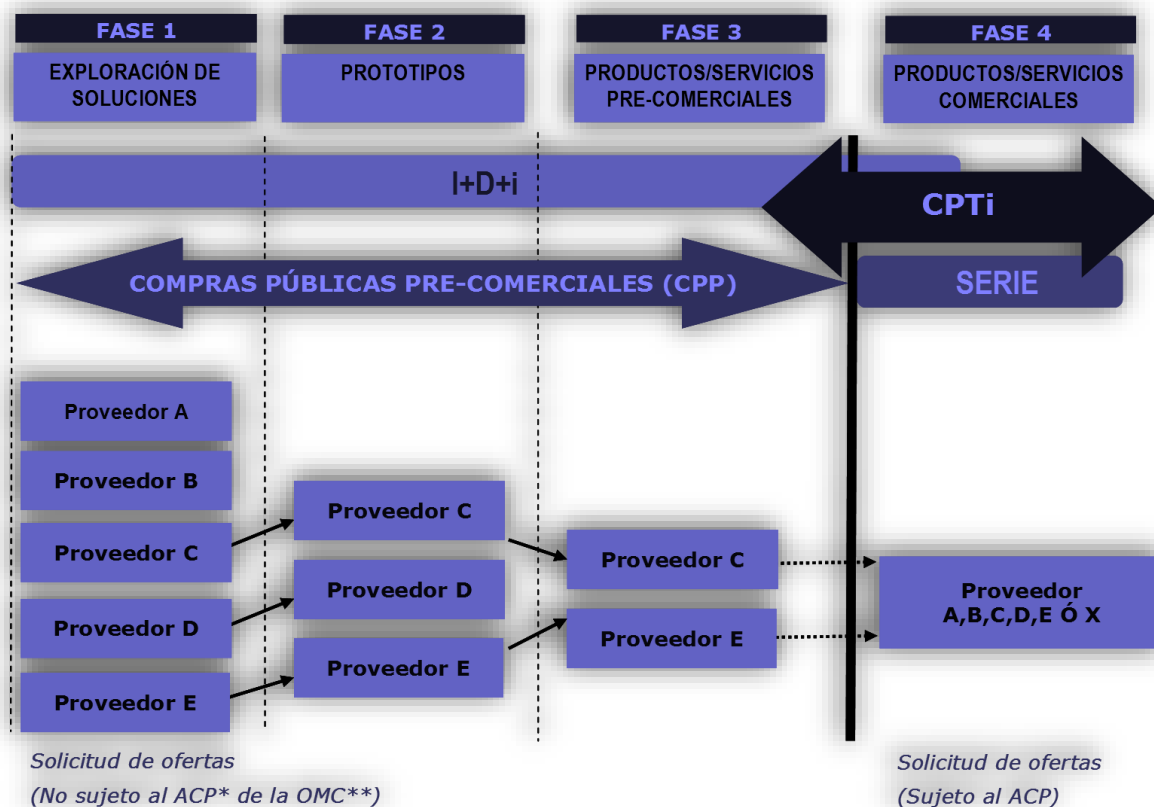 FASE 1
FASE 2
FASE 3
FASE 4
EXPLORACIÓN DE
SOLUCIONES
PROTOTIPOS
PRODUCTOS/SERVICIOS
PRE-COMERCIALES
PRODUCTOS/SERVICIOS
COMERCIALES
I+D+i
CPTi
COMPRAS PÚBLICAS PRE-COMERCIALES (CPP)
SERIE
Proveedor A
Proveedor B
Proveedor C
Proveedor D
Proveedor E
Proveedor C
Proveedor D
Proveedor E
Proveedor C
Proveedor E
Proveedor
A,B,C,D,E Ó X
Solicitud de ofertas
(No sujeto al ACP* de la OMC**)
Solicitud de ofertas
(Sujeto al ACP)